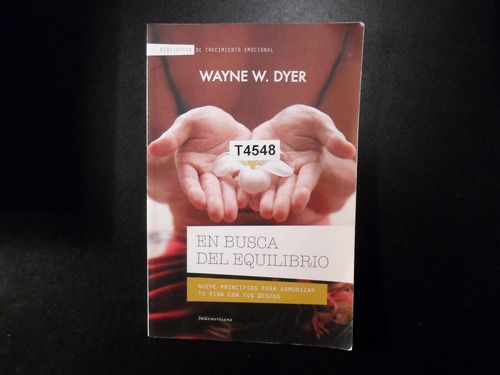 BIBLIOTECA DE CRECIMIENTO EMOCIONAL
WAYNE W. DYER
T4548
EN BUSCA
DEL EQUILIBRIO
NUEVE PRINCIPIOS PARA ARMONIZAR
TU VIDA CON TUS DESEOS
Sudamericana